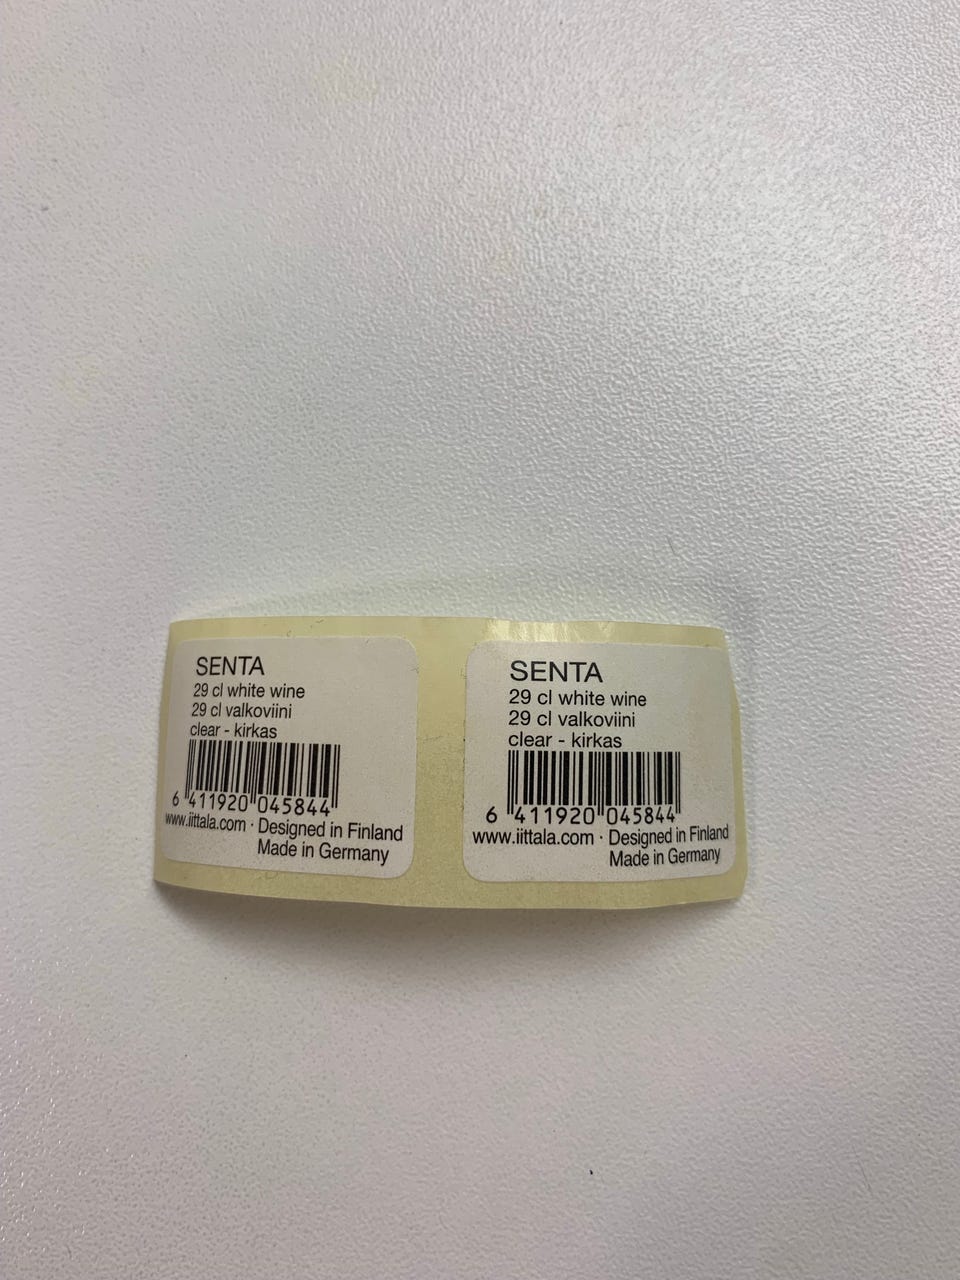 SENTA
29 cl white wine
29 cl valkoviini
clear - kirkas
6 411920 045844
www.iittala.com · Designed in Finland
Made in Germany
SENTA
29 cl white wine
29 cl valkoviini
clear - kirkas
6 411920 045844
www.iittala.com · Designed in Finland
Made in Germany